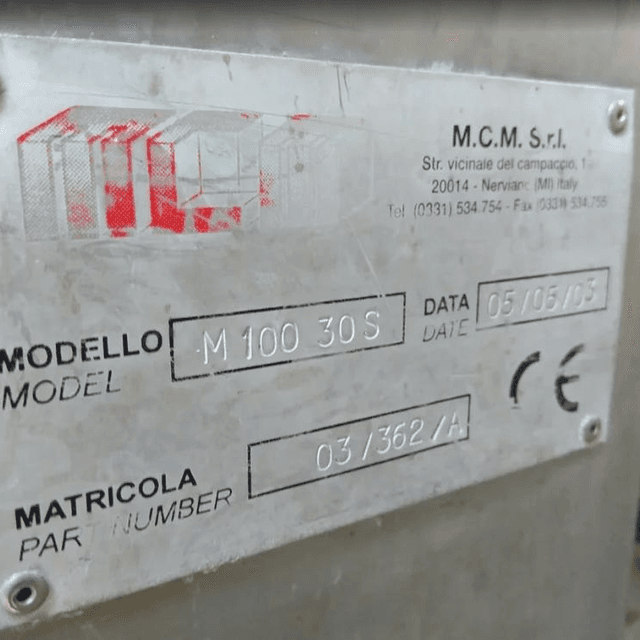 M.C.M. S.r.l.
Str. vicinale del campaccio, 1
20014 - Nerviano (MI) Italy
Tel. (0331) 534.754 - Fax (0331) 534.755
MODELLO
MODEL
M 100 30 S
DATA
DATE
05/05/03
CE
MATRICOLA
PART NUMBER
03/362/A